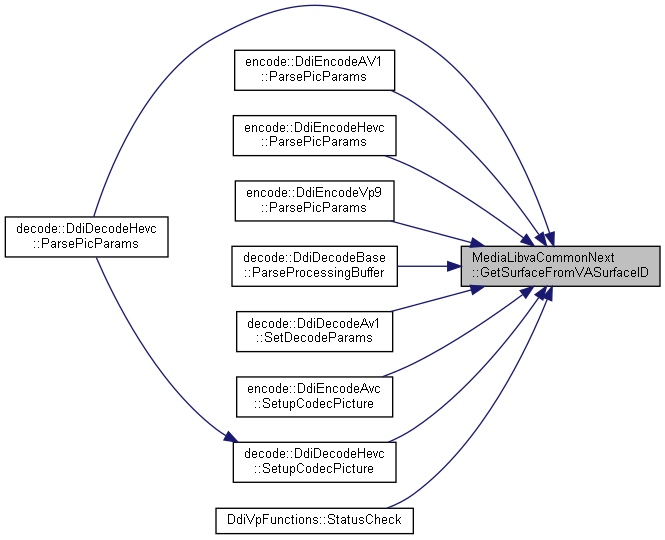 encode::DdiEncodeAV1
::ParsePicParams
encode::DdiEncodeHevc
::ParsePicParams
encode::DdiEncodeVp9
::ParsePicParams
decode::DdiDecodeHevc
::ParsePicParams
decode::DdiDecodeBase
::ParseProcessingBuffer
MediaLibvaCommonNext
::GetSurfaceFromVASurfaceID
decode::DdiDecodeAv1
::SetDecodeParams
encode::DdiEncodeAvc
::SetupCodecPicture
decode::DdiDecodeHevc
::SetupCodecPicture
DdiVpFunctions::StatusCheck